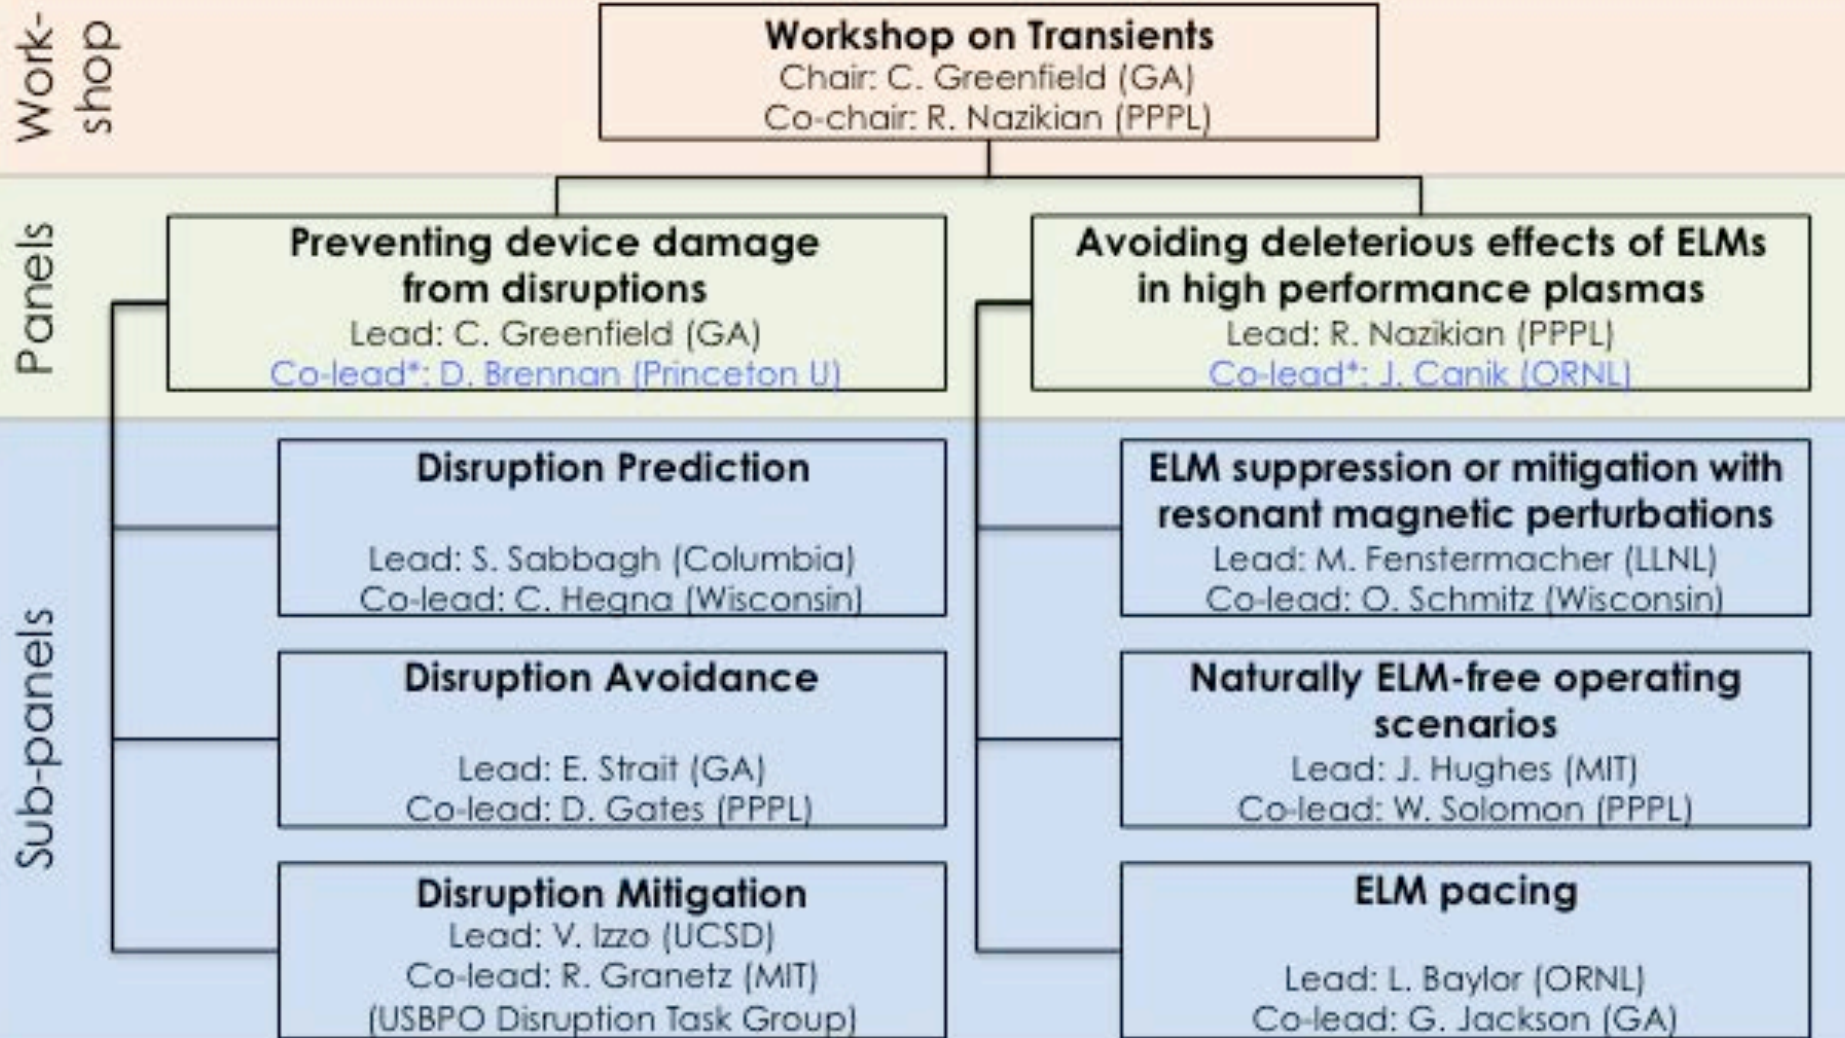 Work-
shop
Workshop on Transients
Chair: C. Greenfield (GA)
Co-chair: R. Nazikian (PPPL)
Panels
Preventing device damage
from disruptions
Lead: C. Greenfield (GA)
Co-lead*: D. Brennan (Princeton U)
Avoiding deleterious effects of ELMs
in high performance plasmas
Lead: R. Nazikian (PPPL)
Co-lead*: J. Canik (ORNL)
Sub-panels
Disruption Prediction
Lead: S. Sabbagh (Columbia)
Co-lead: C. Hegna (Wisconsin)
Disruption Avoidance
Lead: E. Strait (GA)
Co-lead: D. Gates (PPPL)
Disruption Mitigation
Lead: V. Izzo (UCSD)
Co-lead: R. Granetz (MIT)
(USBPO Disruption Task Group)
ELM suppression or mitigation with
resonant magnetic perturbations
Lead: M. Fenstermacher (LLNL)
Co-lead: O. Schmitz (Wisconsin)
Naturally ELM-free operating
scenarios
Lead: J. Hughes (MIT)
Co-lead: W. Solomon (PPPL)
ELM pacing
Lead: L. Baylor (ORNL)
Co-lead: G. Jackson (GA)